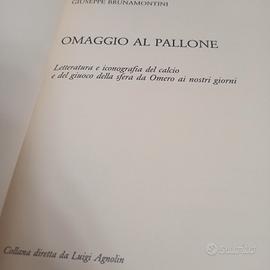 GIUSEPPE BRUNAMONTINI
OMAGGIO AL PALLONE
Letteratura e iconografia del calcio
e del giuoco della sfera da Omero ai nostri giorni
Collana diretta da Luigi Agnolin
subito